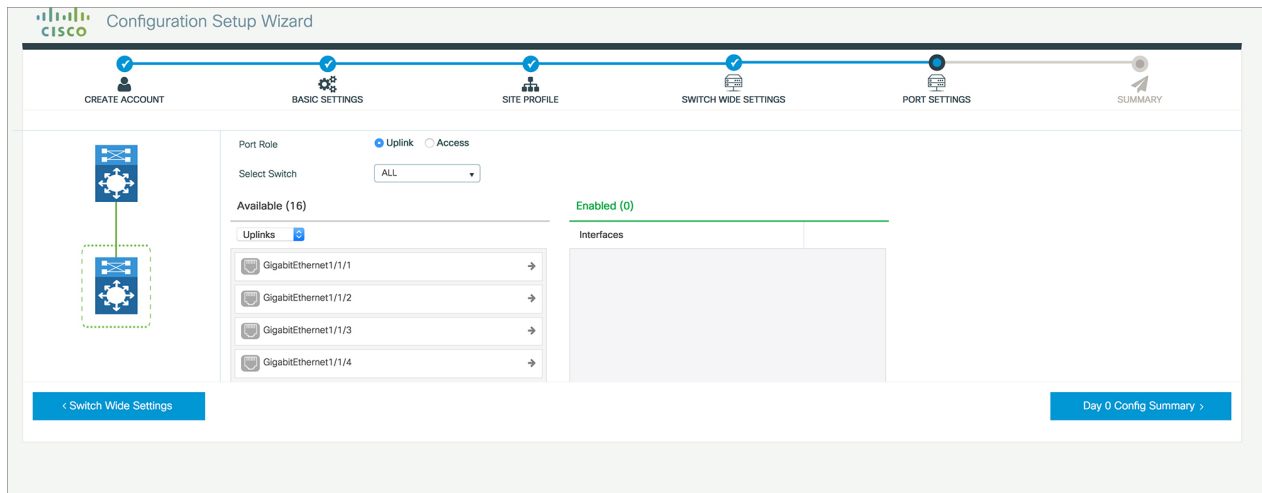 CISCO
Configuration Setup Wizard
CREATE ACCOUNT
BASIC SETTINGS
SITE PROFILE
SWITCH WIDE SETTINGS
PORT SETTINGS
SUMMARY
Port Role Uplink Access
Select Switch ALL
Available (16)
Enabled (0)
Uplinks
Interfaces
GigabitEthernet1/1/1
GigabitEthernet1/1/2
GigabitEthernet1/1/3
GigabitEthernet1/1/4
‹ Switch Wide Settings
Day 0 Config Summary ›